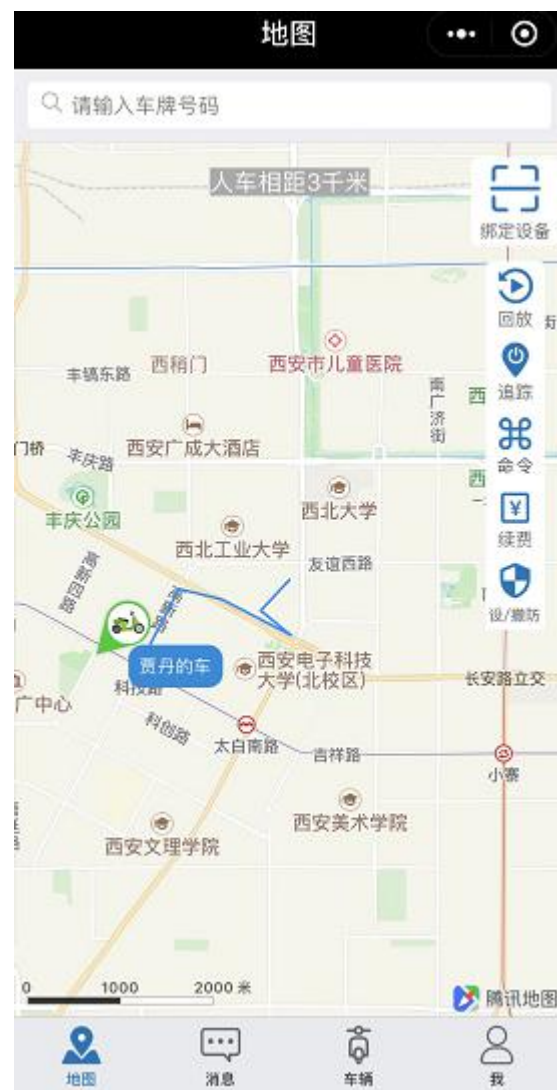 地图
请输入车牌号码
人车相距3千米
绑定设备
回放
追踪
命令
续费
设/撤防
西稍门
西安市儿童医院
丰镐东路
南广济街
西安广成大酒店
门桥
丰庆路
丰庆公园
西北大学
西北工业大学
友谊西路
高新四路
贾丹的车
西安电子科技
大学(北校区)
长安路立交
广中心
科技路
科创路
太白南路
吉祥路
小寨
西安美术学院
西安文理学院
0 1000 2000 米
腾讯地图
地图
消息
车辆
我